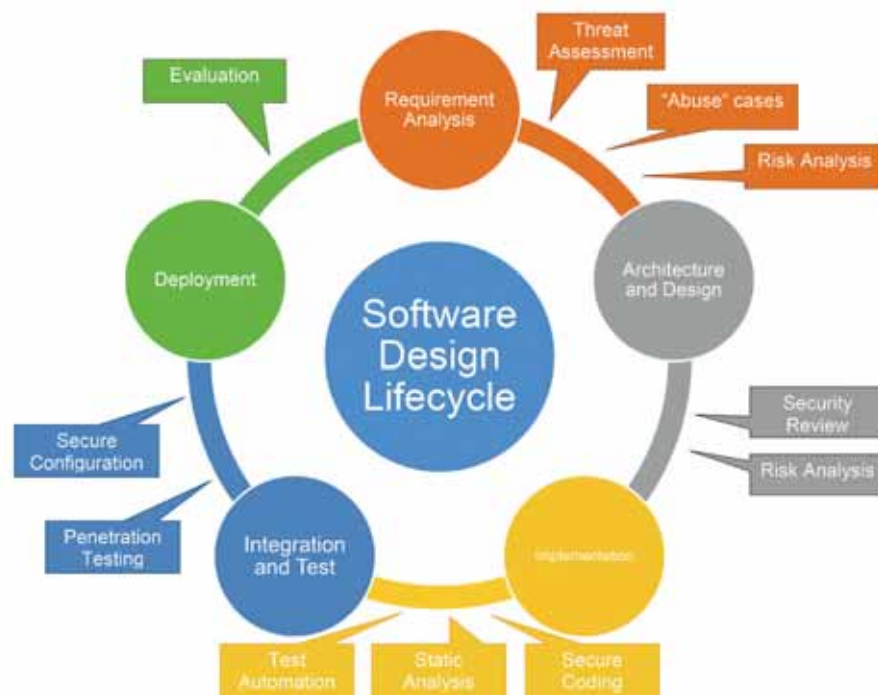 Threat
Assessment
Evaluation
Requirement
Analysis
"Abuse" cases
Risk Analysis
Deployment
Architecture
and Design
Software
Design
Lifecycle
Security
Review
Secure
Configuration
Risk Analysis
Penetration
Testing
Integration
and Test
Implementation
Test
Automation
Static
Analysis
Secure
Coding